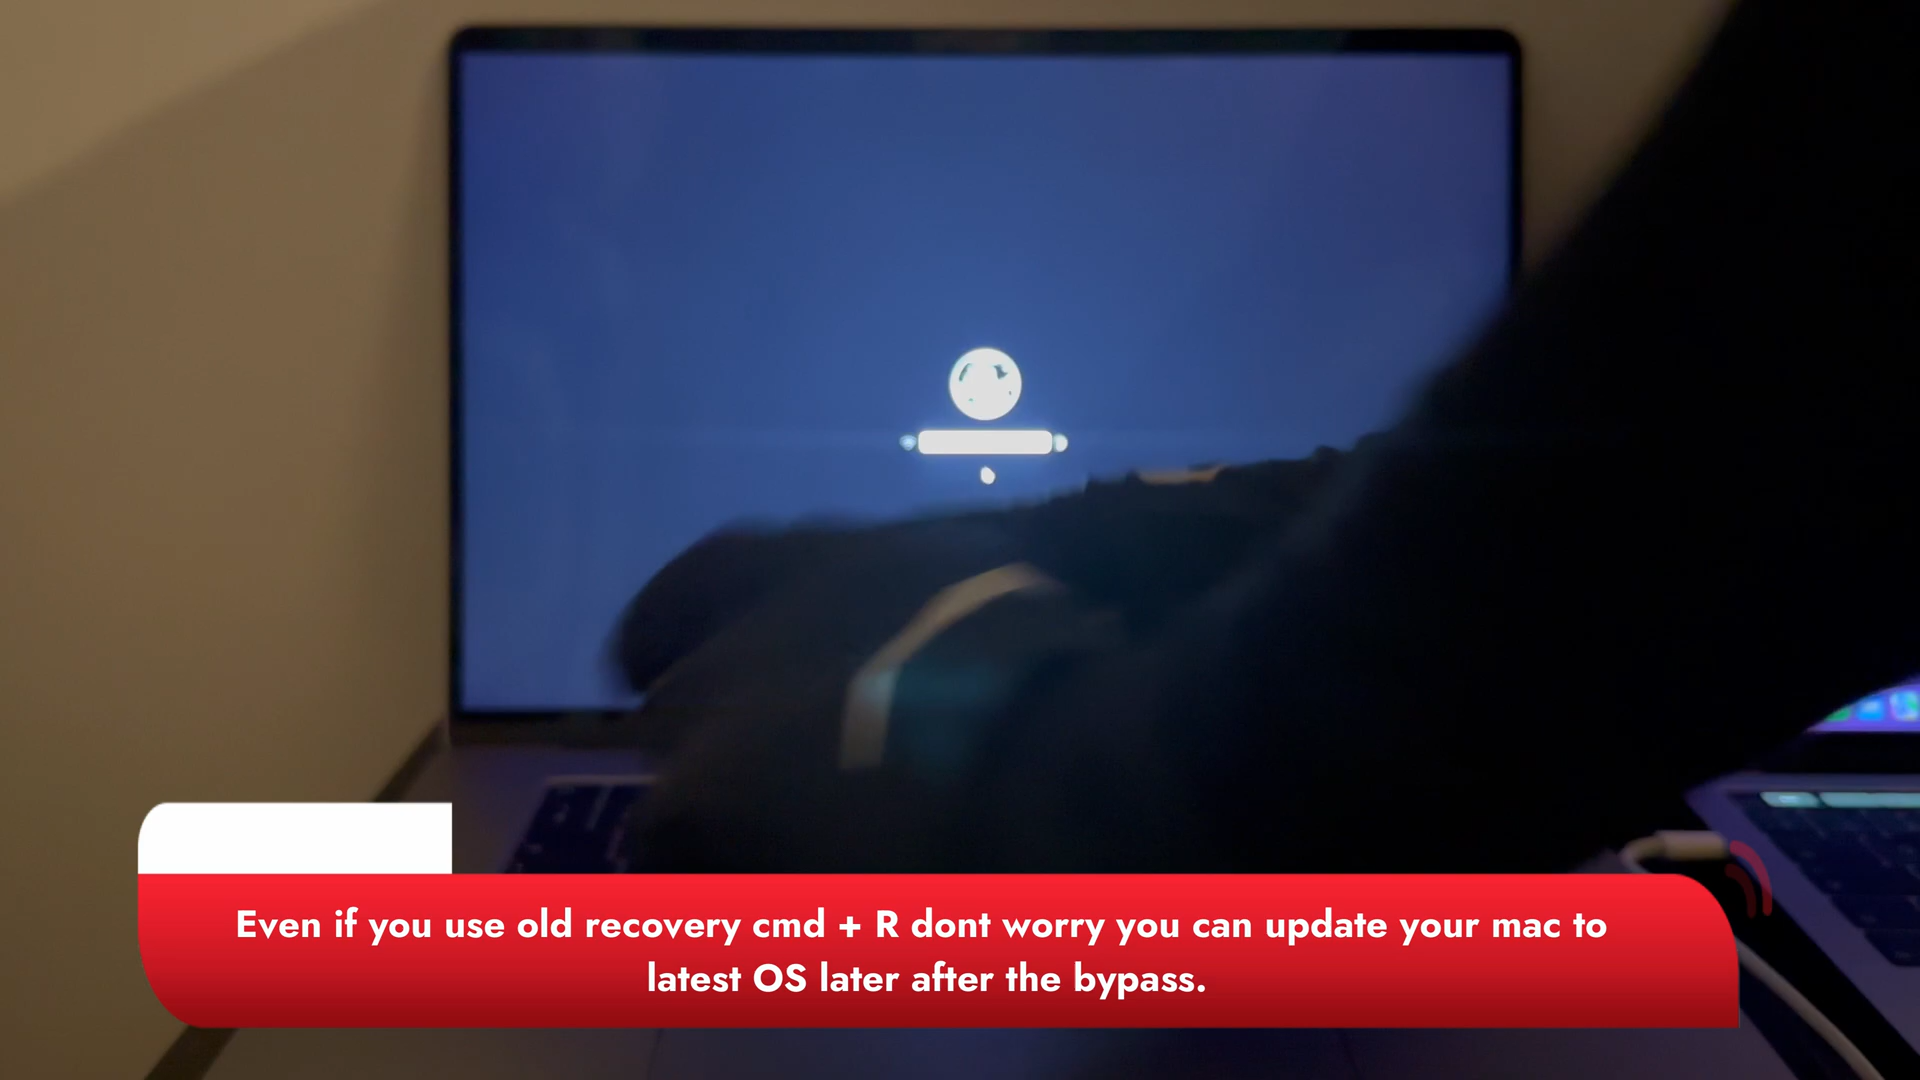 Even if you use old recovery cmd + R dont worry you can update your mac to
latest OS later after the bypass.